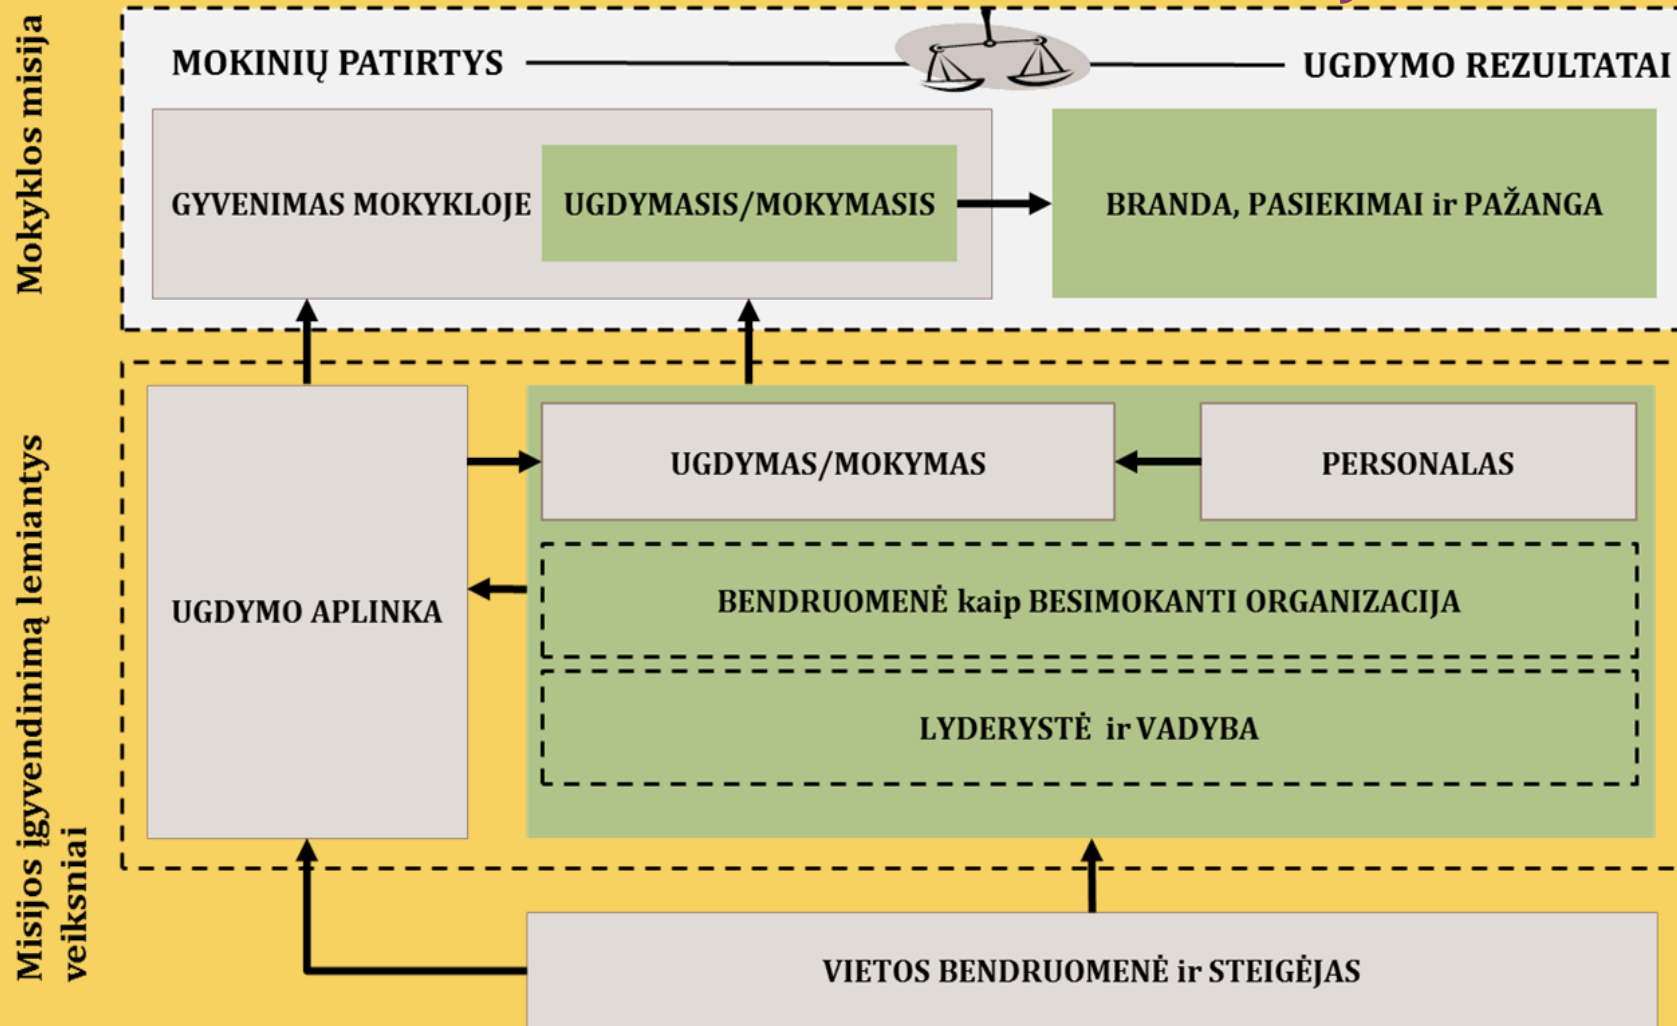 Mokyklos misija
MOKINIŲ PATIRTYS
UGDYMO REZULTATAI
GYVENIMAS MOKYKLOJE
UGDYMASIS/MOKYMASIS
BRANDA, PASIEKIMAI ir PAŽANGA
Misijos įgyvendinimą lemiantys
veiksniai
UGDYMO APLINKA
UGDYMAS/MOKYMAS
PERSONALAS
BENDRUOMENĖ kaip BESIMOKANTI ORGANIZACIJA
LYDERYSTĖ ir VADYBA
VIETOS BENDRUOMENĖ ir STEIGĖJAS